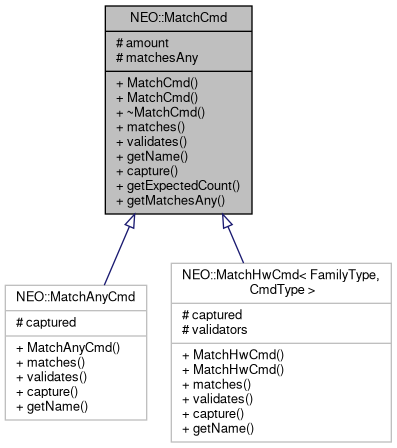 NEO::MatchCmd
# amount
# matchesAny
+ MatchCmd()
+ MatchCmd()
+ ~MatchCmd()
+ matches()
+ validates()
+ getName()
+ capture()
+ getExpectedCount()
+ getMatchesAny()
NEO::MatchAnyCmd
# captured
+ MatchAnyCmd()
+ matches()
+ validates()
+ capture()
+ getName()
NEO::MatchHwCmd< FamilyType,
CmdType >
# captured
# validators
+ MatchHwCmd()
+ MatchHwCmd()
+ matches()
+ validates()
+ capture()
+ getName()